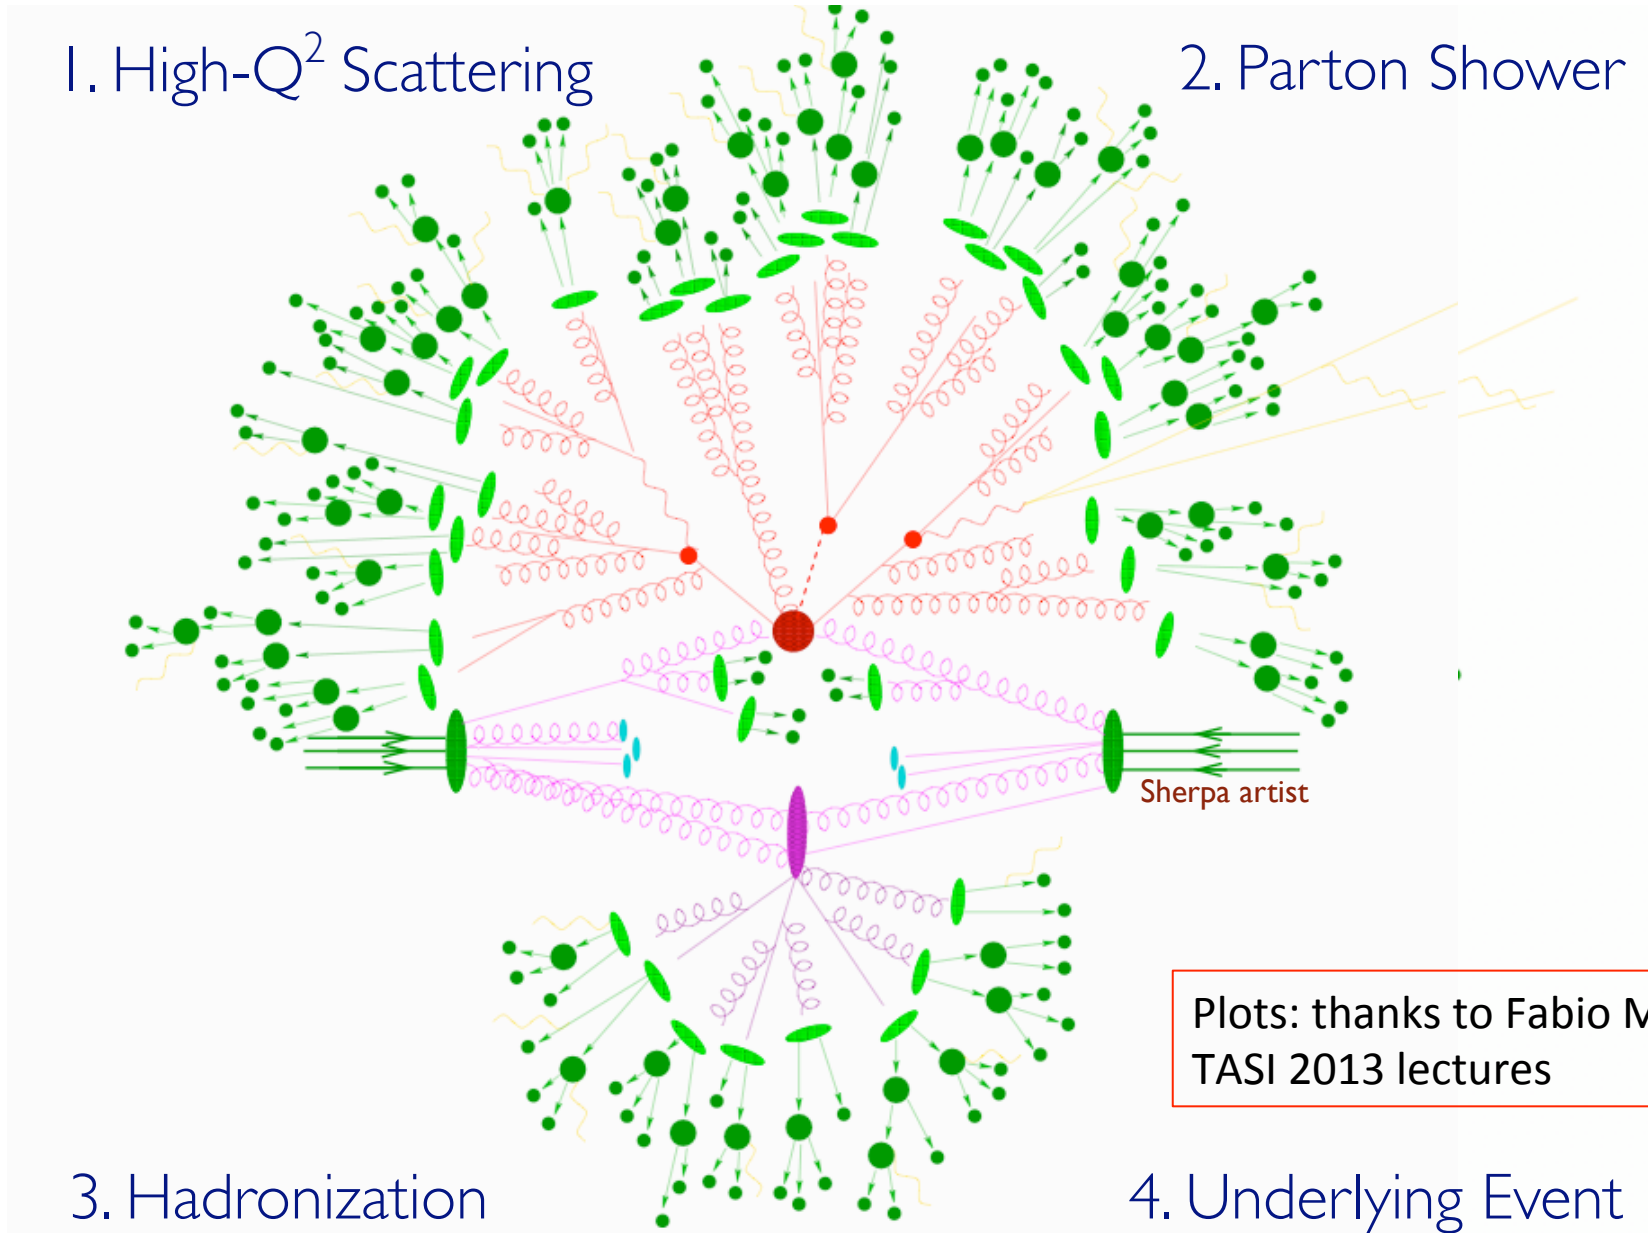 1. High-Q² Scattering
2. Parton Shower
Sherpa artist
Plots: thanks to Fabio M
TASI 2013 lectures
3. Hadronization
4. Underlying Event